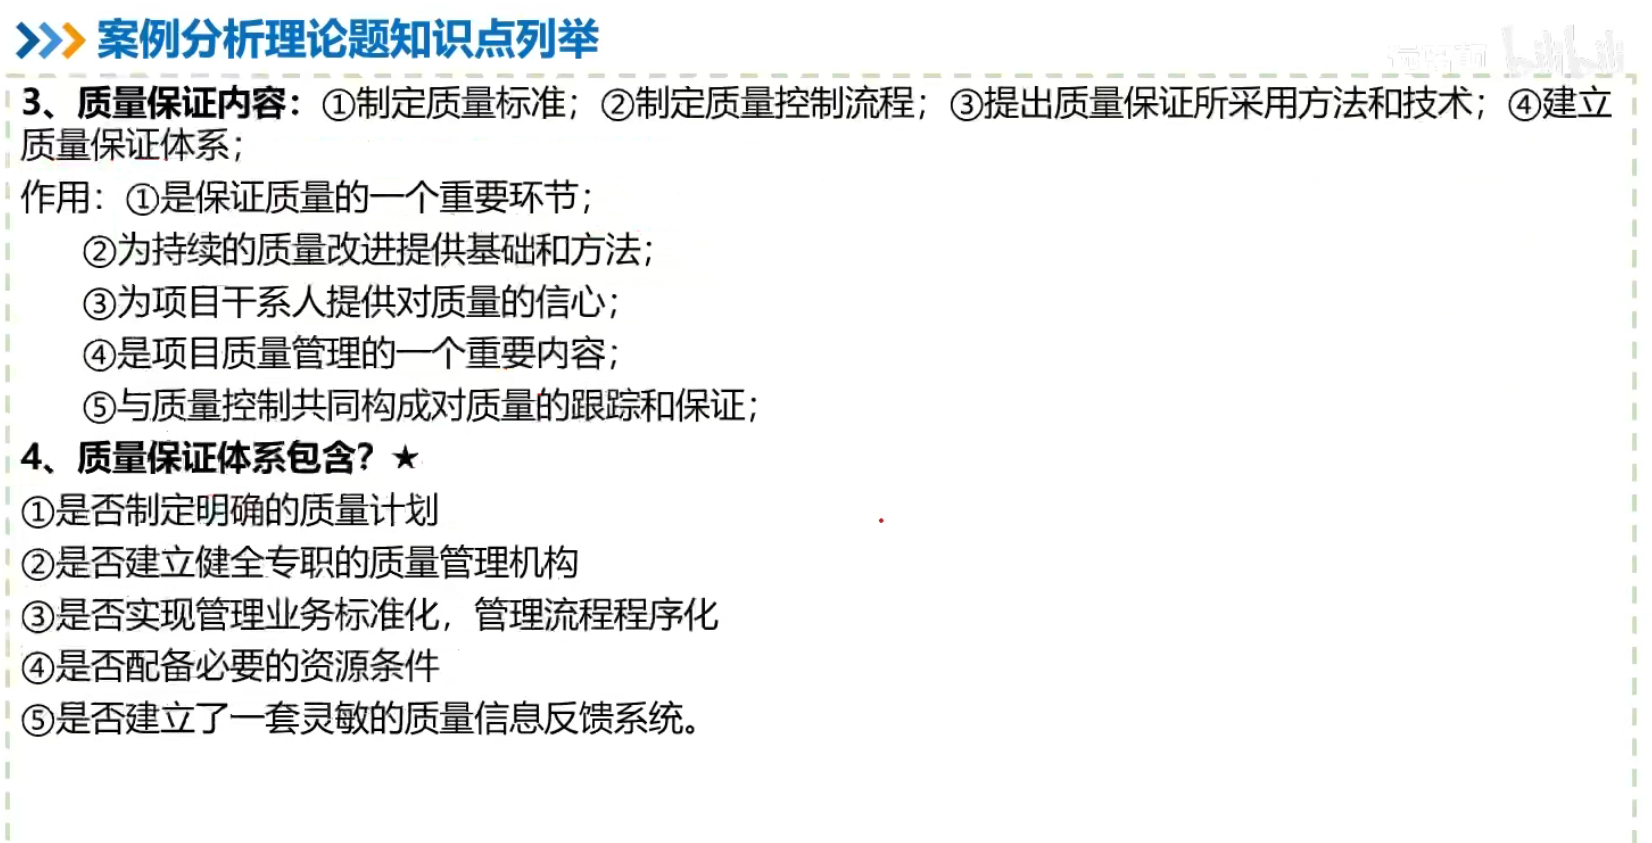 案例分析理论题知识点列举
3、质量保证内容：①制定质量标准；②制定质量控制流程；③提出质量保证所采用方法和技术；④建立
质量保证体系；
作用：①是保证质量的一个重要环节；
②为持续的质量改进提供基础和方法；
③为项目干系人提供对质量的信心；
④是项目质量管理的一个重要内容；
⑤与质量控制共同构成对质量的跟踪和保证；
4、质量保证体系包含？★
①是否制定明确的质量计划
②是否建立健全专职的质量管理机构
③是否实现管理业务标准化，管理流程程序化
④是否配备必要的资源条件
⑤是否建立了一套灵敏的质量信息反馈系统。
bilibili